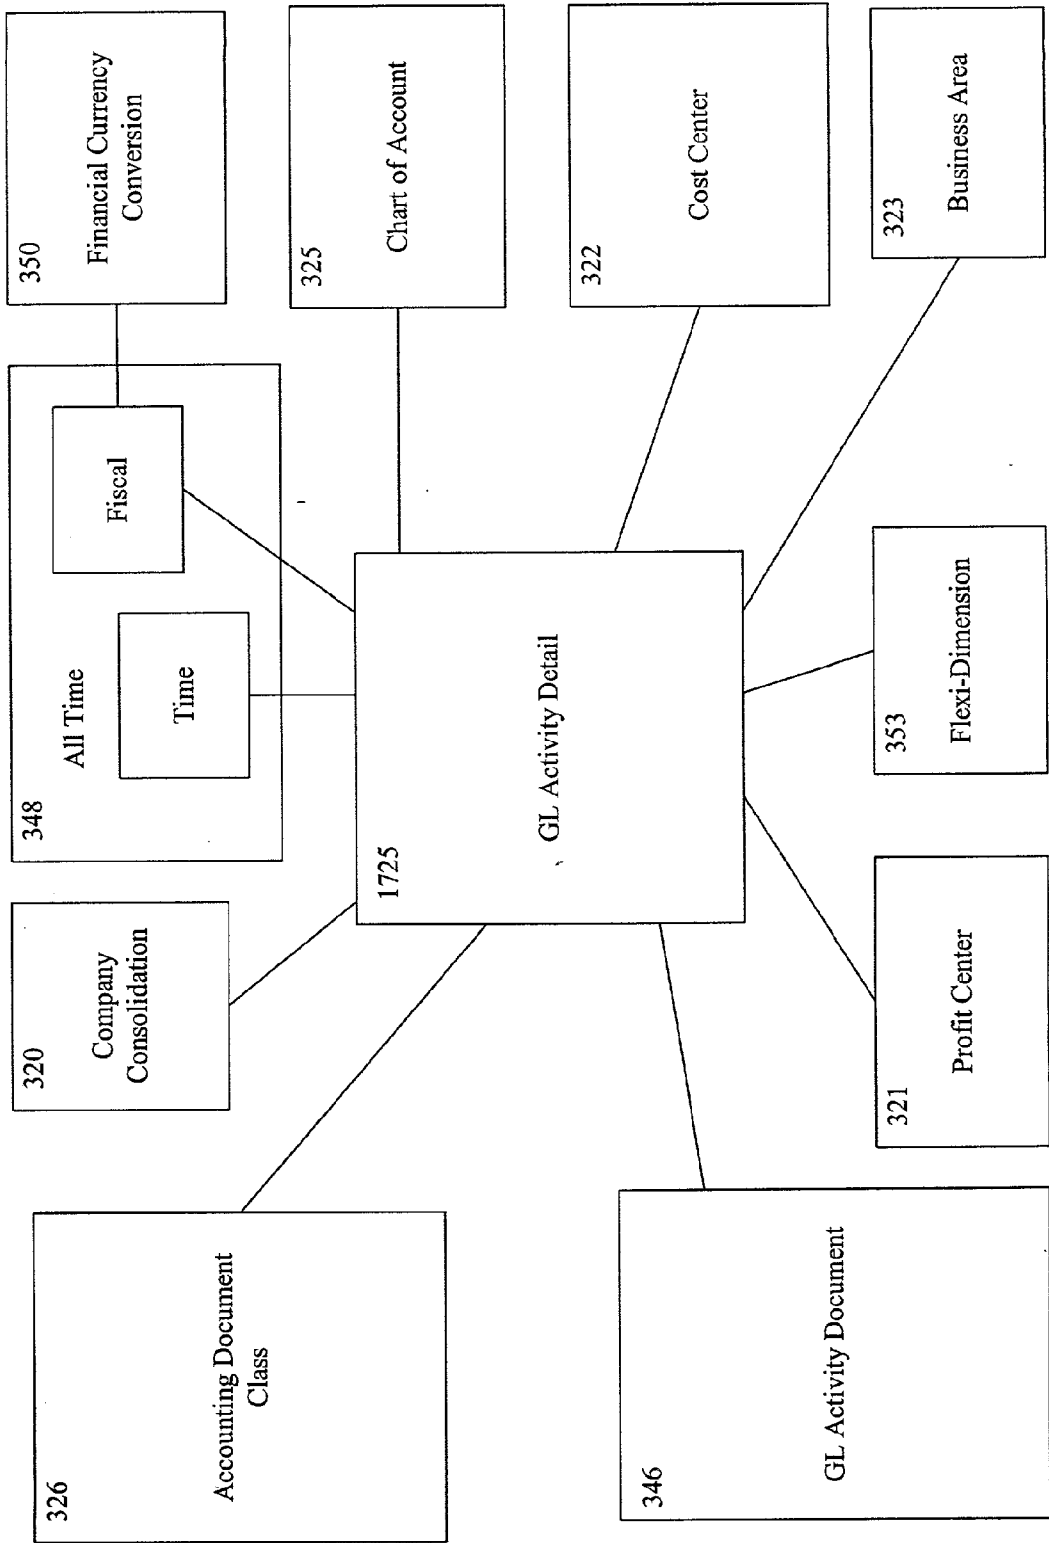 326
Accounting Document
Class
320
Company
Consolidation
348
All Time
Time
Fiscal
350
Financial Currency
Conversion
325
Chart of Account
1725
GL Activity Detail
322
Cost Center
346
GL Activity Document
321
Profit Center
353
Flexi-Dimension
323
Business Area